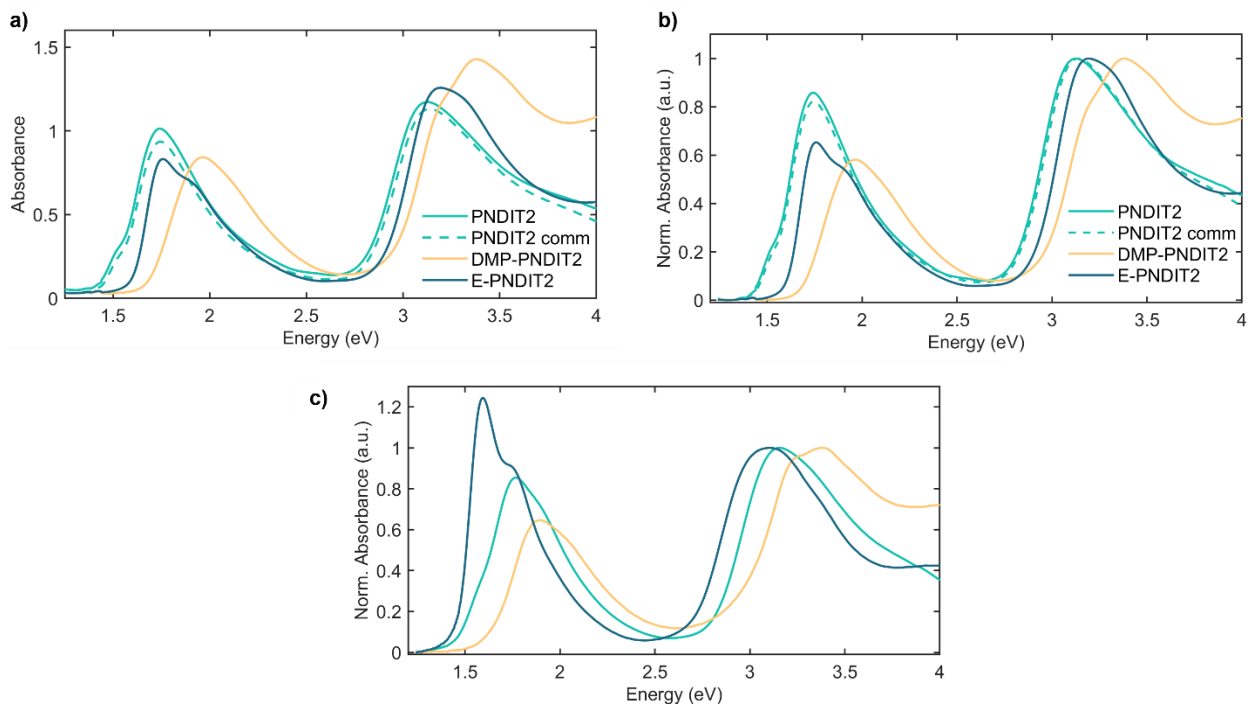 a)
1.5
1
0.5
0
Absorbance
1.5
2
2.5
3
3.5
4
Energy (eV)
PNDIT2
PNDIT2 comm
DMP-PNDIT2
E-PNDIT2
b)
1
0.8
0.6
0.4
0.2
0
Norm. Absorbance (a.u.)
1.5
2
2.5
3
3.5
4
Energy (eV)
PNDIT2
PNDIT2 comm
DMP-PNDIT2
E-PNDIT2
c)
1.2
1
0.8
0.6
0.4
0.2
0
Norm. Absorbance (a.u.)
1.5
2
2.5
3
3.5
4
Energy (eV)